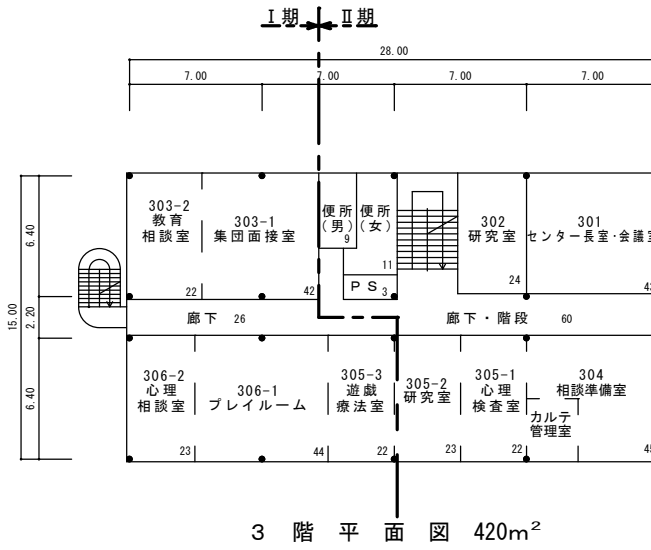 Ⅰ期 Ⅱ期
28.00
7.00 7.00 7.00 7.00
303-2
教育
相談室
22
303-1
集団面接室
42
便所
(男)
9
便所
(女)
11
ＰＳ 3
302
研究室
24
301
センター長室・会議室
6.40
15.00
2.20
6.40
廊下 26
廊下・階段 60
306-2
心理
相談室
23
306-1
プレイルーム
44
305-3
遊戯
療法室
22
305-2
研究室
23
305-1
心理
検査室
22
304
相談準備室
カルテ
管理室
45
3 階 平 面 図 420m²